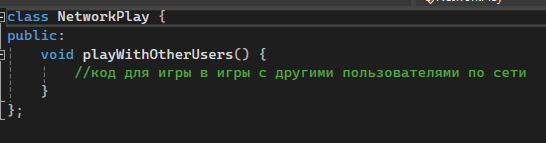 class NetworkPlay {
public:
    void playWithOtherUsers() {
        //код для игры в игры с другими пользователями по сети
    }
};